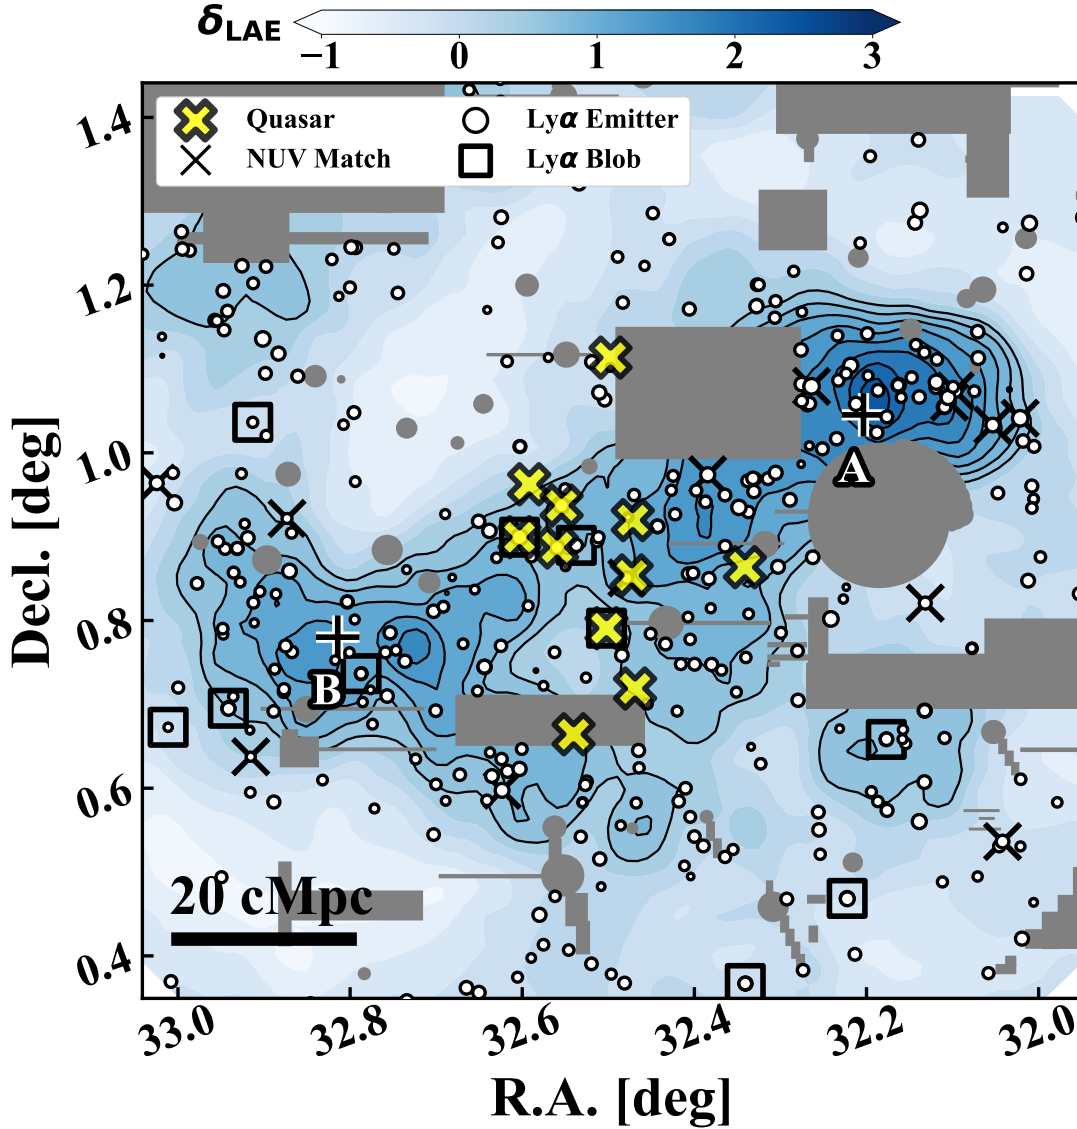 δLAE
−1 0 1 2 3
Quasar
NUV Match
Lyα Emitter
Lyα Blob
1.4
1.2
1.0
0.8
0.6
0.4
Decl. [deg]
A
B
20 cMpc
33.0 32.8 32.6 32.4 32.2 32.0
R.A. [deg]